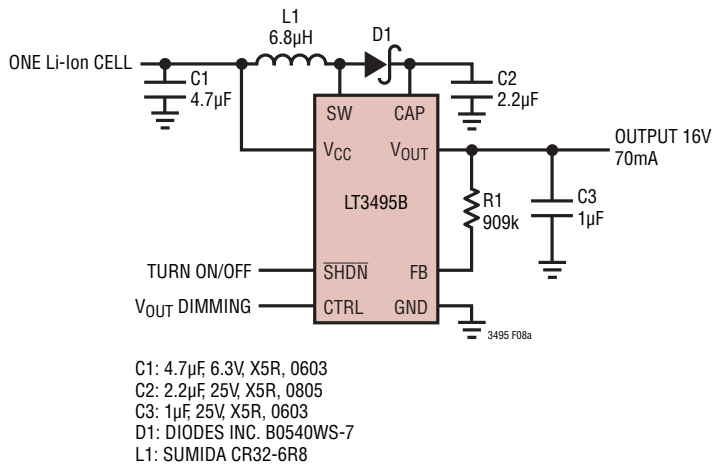 L1
6.8µH
D1
ONE Li-Ion CELL
C1
4.7µF
C2
2.2µF
SW
CAP
VCC
VOUT
OUTPUT 16V
70mA
LT3495B
R1
909k
C3
1µF
TURN ON/OFF
SHDN
FB
VOUT DIMMING
CTRL
GND
3495 F08a
C1: 4.7µF, 6.3V, X5R, 0603
C2: 2.2µF, 25V, X5R, 0805
C3: 1µF, 25V, X5R, 0603
D1: DIODES INC. B0540WS-7
L1: SUMIDA CR32-6R8